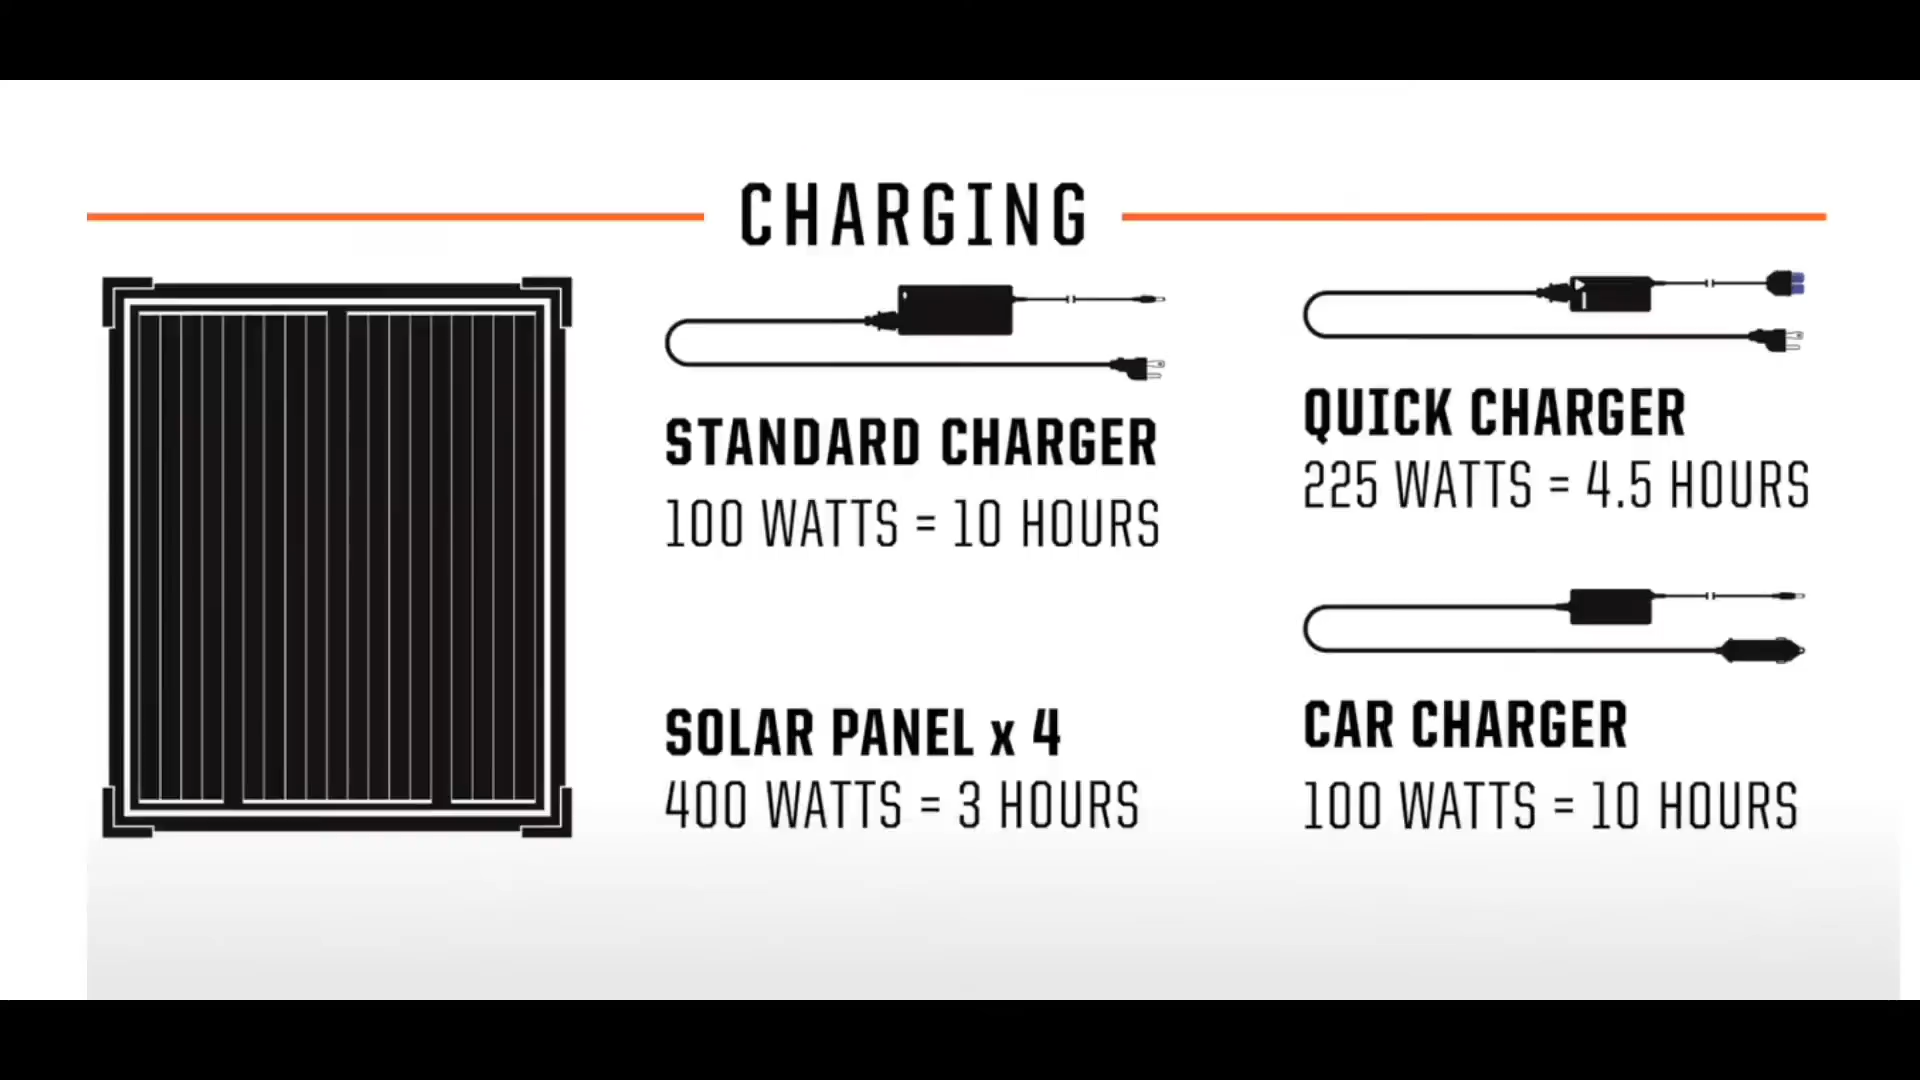 CHARGING
STANDARD CHARGER
100 WATTS = 10 HOURS
SOLAR PANEL x 4
400 WATTS = 3 HOURS
QUICK CHARGER
225 WATTS = 4.5 HOURS
CAR CHARGER
100 WATTS = 10 HOURS